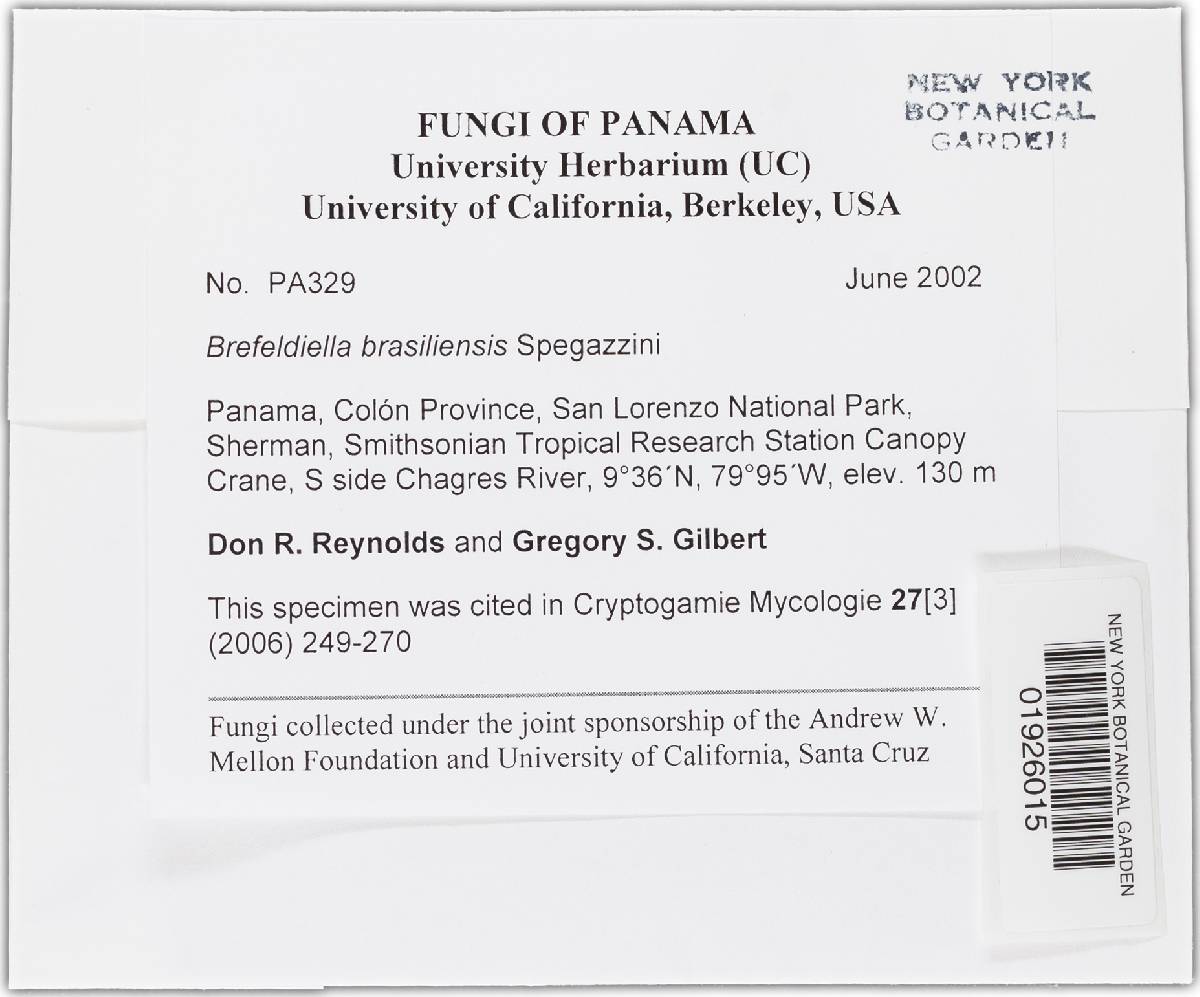 NEW YORK
BOTANICAL
GARDEN
FUNGI OF PANAMA
University Herbarium (UC)
University of California, Berkeley, USA
No. PA329 June 2002
Brefeldiella brasiliensis Spegazzini
Panama, Colón Province, San Lorenzo National Park,
Sherman, Smithsonian Tropical Research Station Canopy
Crane, S side Chagres River, 9°36´N, 79°95´W, elev. 130 m
Don R. Reynolds and Gregory S. Gilbert
This specimen was cited in Cryptogamie Mycologie 27[3]
(2006) 249-270
Fungi collected under the joint sponsorship of the Andrew W.
Mellon Foundation and University of California, Santa Cruz
NEW YORK BOTANICAL GARDEN
01926015